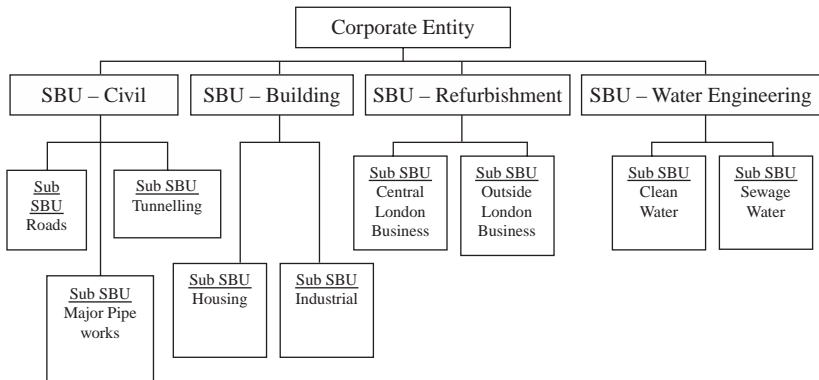 Corporate Entity
SBU – Civil
SBU – Building
SBU – Refurbishment
SBU – Water Engineering
Sub
SBU
Roads
Sub SBU
Tunnelling
Sub SBU
Major Pipe
works
Sub SBU
Housing
Sub SBU
Industrial
Sub SBU
Central
London
Business
Sub SBU
Outside
London
Business
Sub SBU
Clean
Water
Sub SBU
Sewage
Water